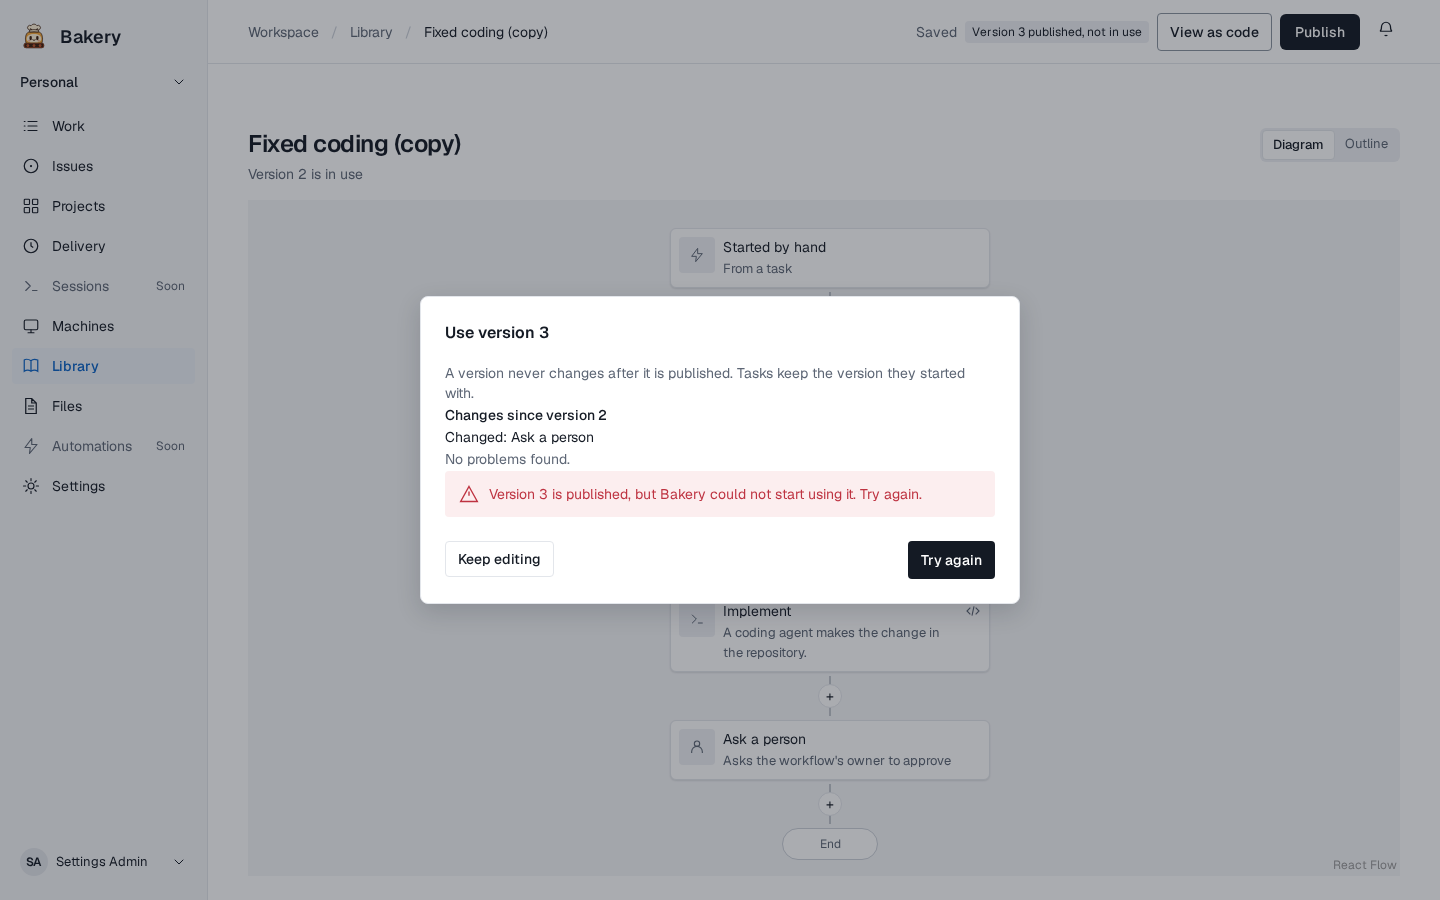 Bakery
Personal
Work
Issues
Projects
Delivery
Sessions Soon
Machines
Library
Files
Automations Soon
Settings
SA Settings Admin
Workspace / Library / Fixed coding (copy)
Saved Version 3 published, not in use View as code Publish
Fixed coding (copy)
Version 2 is in use
Diagram Outline
Started by hand
From a task
Use version 3
A version never changes after it is published. Tasks keep the version they started
with.
Changes since version 2
Changed: Ask a person
No problems found.
Version 3 is published, but Bakery could not start using it. Try again.
Keep editing Try again
Implement
A coding agent makes the change in
the repository.
+
Ask a person
Asks the workflow's owner to approve
+
End
React Flow